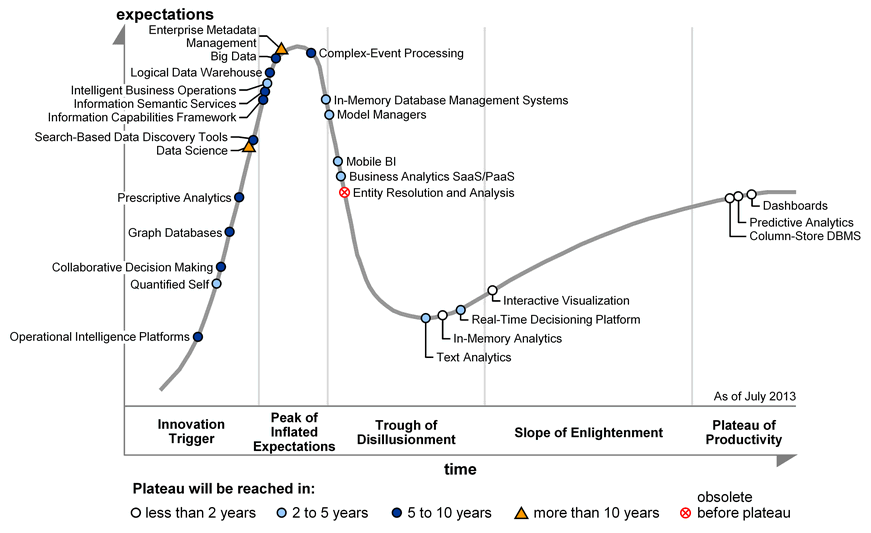 expectations
Enterprise Metadata
Management
Big Data
Logical Data Warehouse
Intelligent Business Operations
Information Semantic Services
Information Capabilities Framework
Search-Based Data Discovery Tools
Data Science
Prescriptive Analytics
Graph Databases
Collaborative Decision Making
Quantified Self
Operational Intelligence Platforms
Complex-Event Processing
In-Memory Database Management Systems
Model Managers
Mobile BI
Business Analytics SaaS/PaaS
Entity Resolution and Analysis
Text Analytics
In-Memory Analytics
Real-Time Decisioning Platform
Interactive Visualization
Column-Store DBMS
Predictive Analytics
Dashboards
As of July 2013
Innovation
Trigger
Peak of
Inflated
Expectations
Trough of
Disillusionment
Slope of Enlightenment
Plateau of
Productivity
time
Plateau will be reached in:
less than 2 years
2 to 5 years
5 to 10 years
more than 10 years
obsolete
before plateau